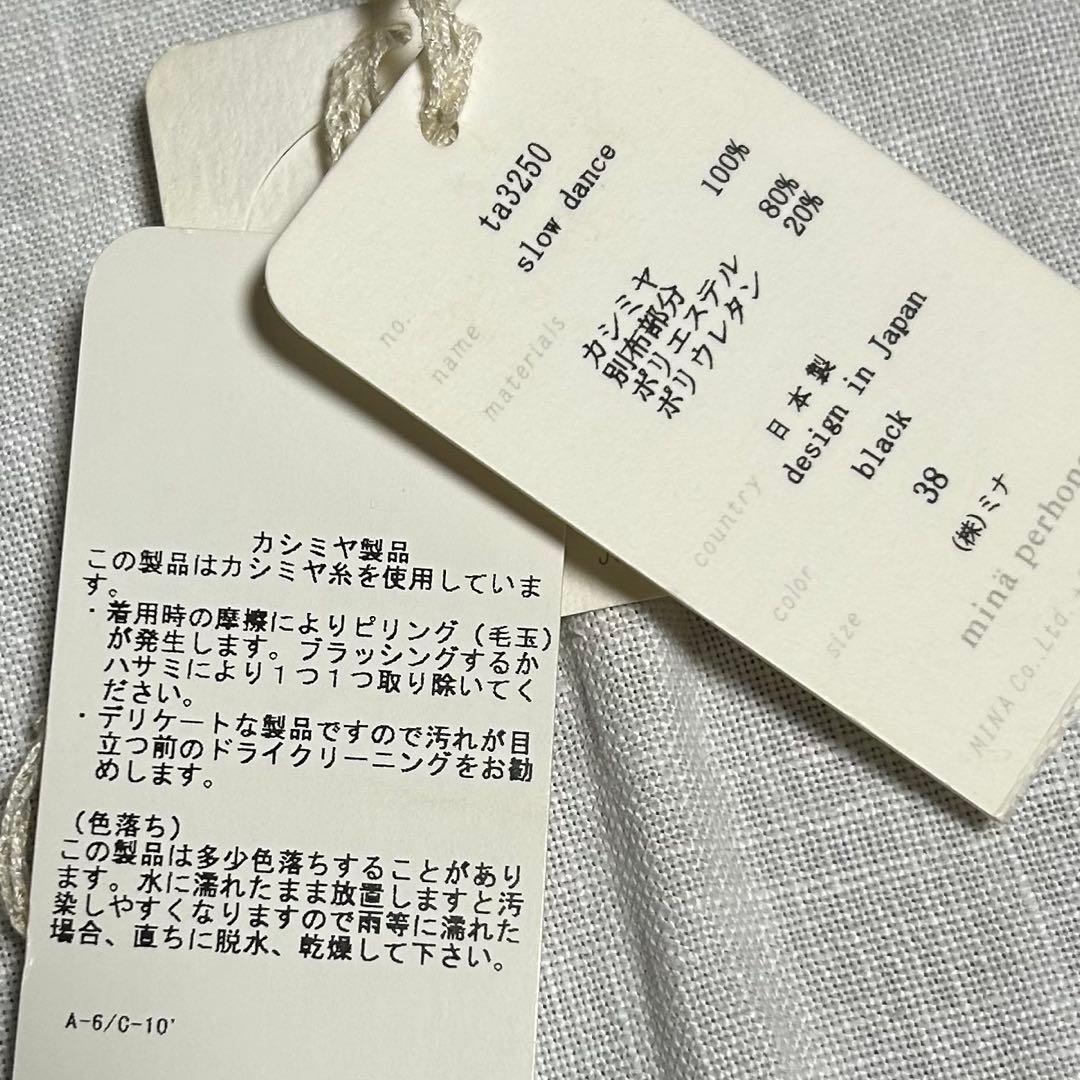 no. ta3250
name slow dance
materials カシミヤ 100%
別布部分
ポリエステル 80%
ポリウレタン 20%
country 日本製
design in Japan
color black
size 38
(株)ミナ
minä perhon
MINA Co.,Ltd.
カシミヤ製品
この製品はカシミヤ糸を使用していま
す。
・着用時の摩擦によりピリング(毛玉)
が発生します。ブラッシングするか
ハサミにより1つ1つ取り除いてく
ださい。
・デリケートな製品ですので汚れが目
立つ前のドライクリーニングをお勧
めします。
(色落ち)
この製品は多少色落ちすることがあり
ます。水に濡れたまま放置しますと汚
染しやすくなりますので雨等に濡れた
場合、直ちに脱水、乾燥して下さい。
A-6/C-10'